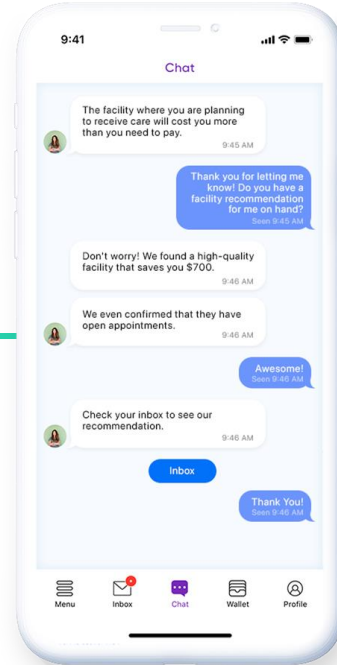 9:41
Chat
The facility where you are planning
to receive care will cost you more
than you need to pay.
9:45 AM
Thank you for letting me
know! Do you have a
facility recommendation
for me on hand?
Seen 9:45 AM
Don't worry! We found a high-quality
facility that saves you $700.
9:46 AM
We even confirmed that they have
open appointments.
9:46 AM
Awesome!
Seen 9:46 AM
Check your inbox to see our
recommendation.
9:46 AM
Inbox
Thank You!
Seen 9:46 AM
Menu Inbox Chat Wallet Profile